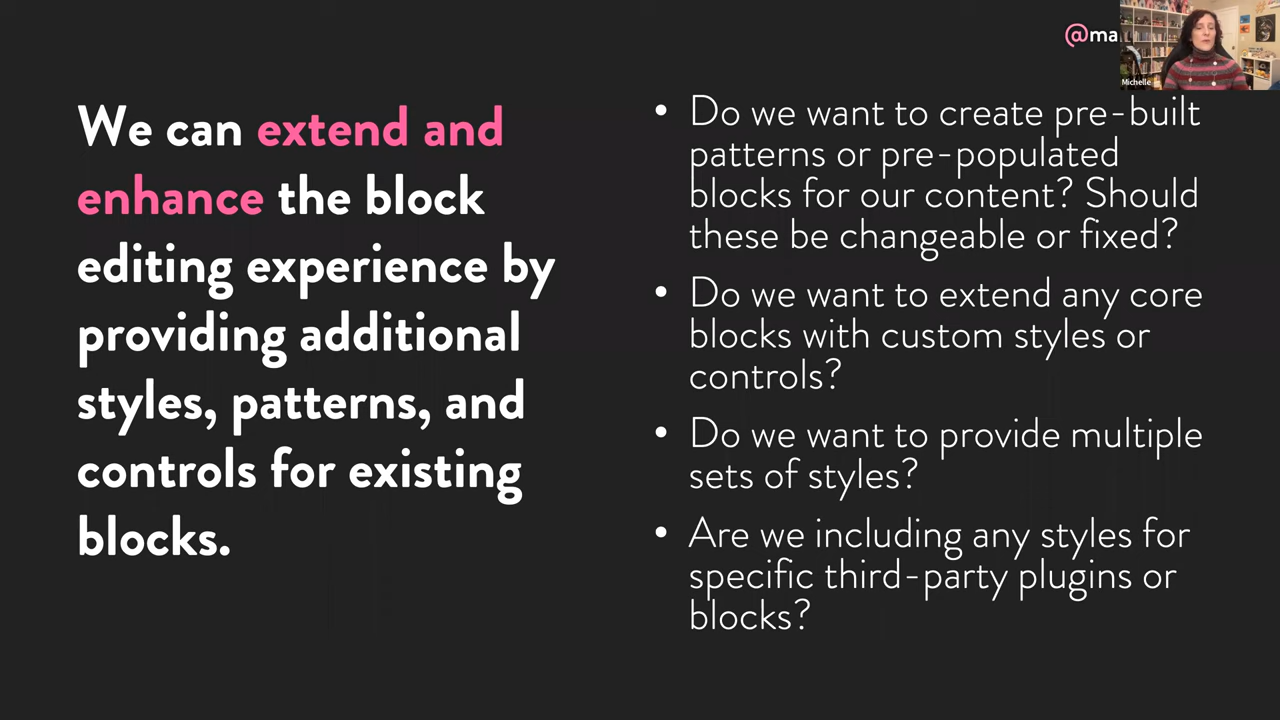 @ma
Michelle
We can extend and
enhance the block
editing experience by
providing additional
styles, patterns, and
controls for existing
blocks.
• Do we want to create pre-built
patterns or pre-populated
blocks for our content? Should
these be changeable or fixed?
• Do we want to extend any core
blocks with custom styles or
controls?
• Do we want to provide multiple
sets of styles?
• Are we including any styles for
specific third-party plugins or
blocks?